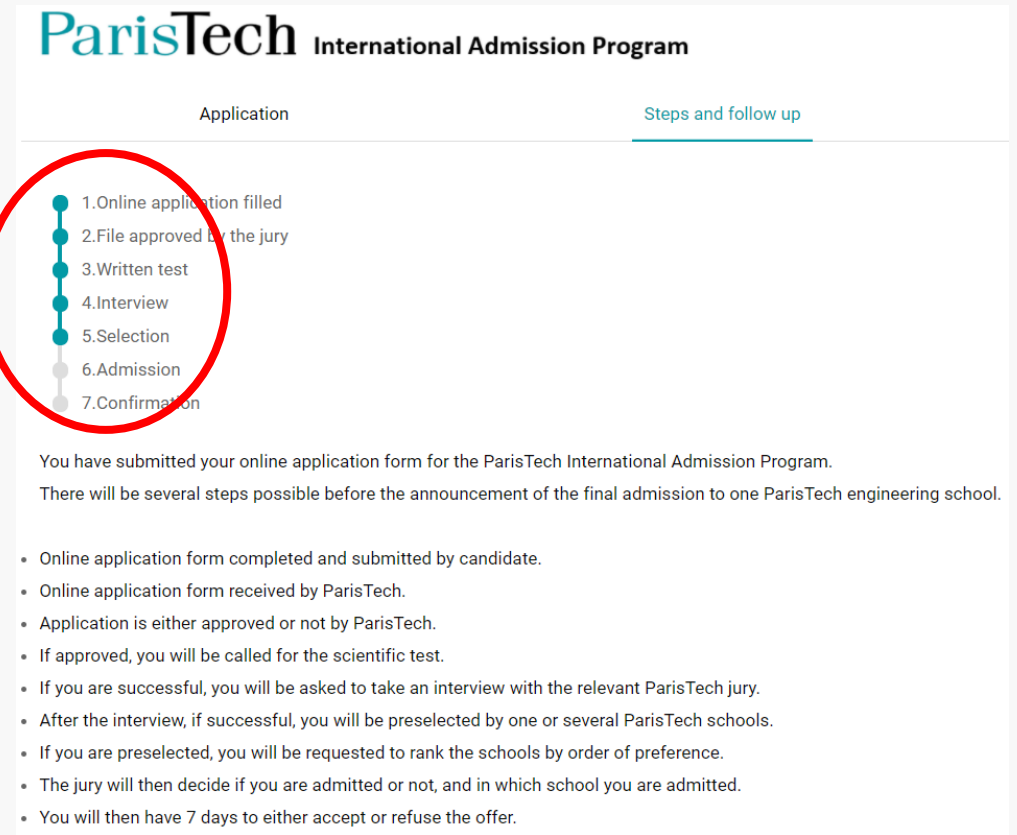 ParisTech International Admission Program
Application Steps and follow up
1.Online application filled
2.File approved by the jury
3.Written test
4.Interview
5.Selection
6.Admission
7.Confirmation
You have submitted your online application form for the ParisTech International Admission Program.
There will be several steps possible before the announcement of the final admission to one ParisTech engineering school.
• Online application form completed and submitted by candidate.
• Online application form received by ParisTech.
• Application is either approved or not by ParisTech.
• If approved, you will be called for the scientific test.
• If you are successful, you will be asked to take an interview with the relevant ParisTech jury.
• After the interview, if successful, you will be preselected by one or several ParisTech schools.
• If you are preselected, you will be requested to rank the schools by order of preference.
• The jury will then decide if you are admitted or not, and in which school you are admitted.
• You will then have 7 days to either accept or refuse the offer.